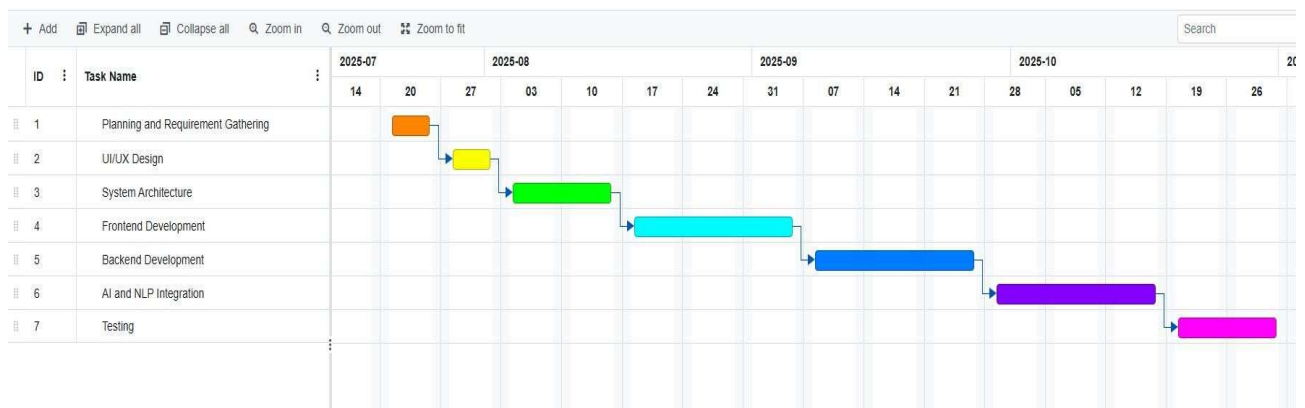 + Add Expand all Collapse all Zoom in Zoom out Zoom to fit Search
ID Task Name 2025-07 2025-08 2025-09 2025-10 20
14 20 27 03 10 17 24 31 07 14 21 28 05 12 19 26
1 Planning and Requirement Gathering
2 UI/UX Design
3 System Architecture
4 Frontend Development
5 Backend Development
6 AI and NLP Integration
7 Testing